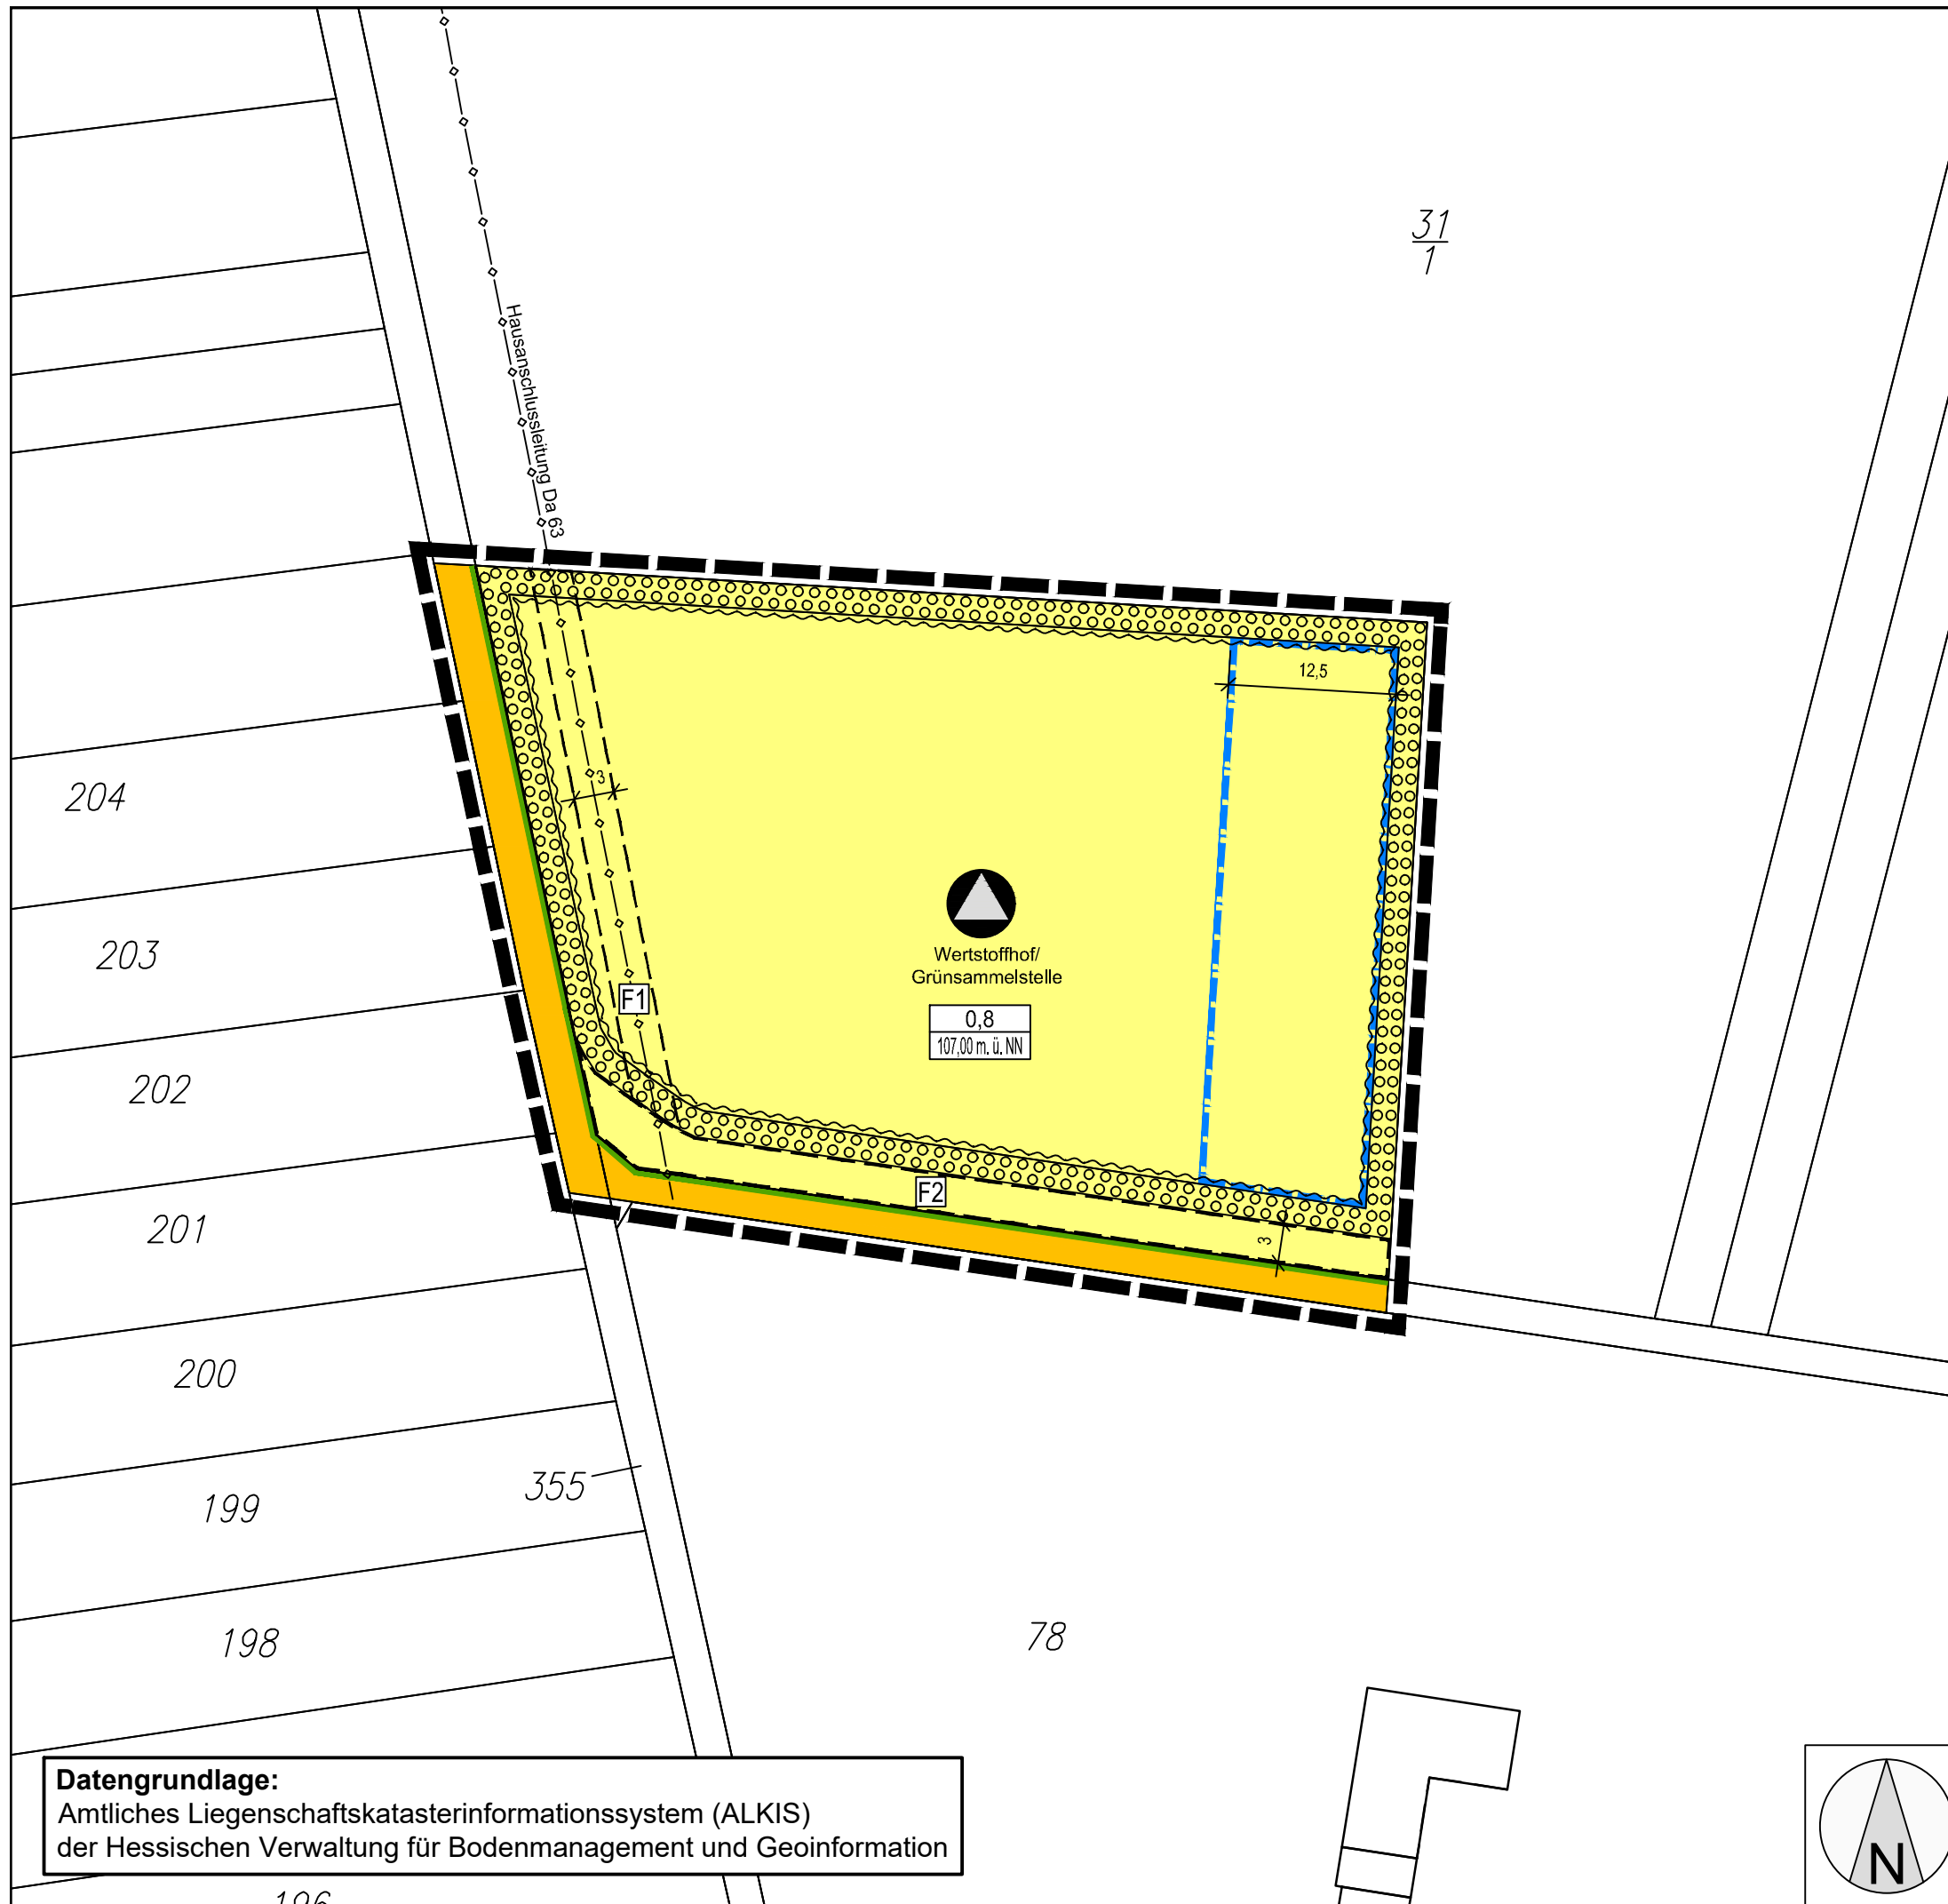 31
1
Hausanschlussleitung Da 63
12,5
3
204
203
Wertstoffhof/
Grünsammelstelle
F1
0,8
107,00 m. ü. NN
202
F2
201
3
200
355
199
198
78
Datengrundlage:
Amtliches Liegenschaftskatasterinformationssystem (ALKIS)
der Hessischen Verwaltung für Bodenmanagement und Geoinformation
N
196